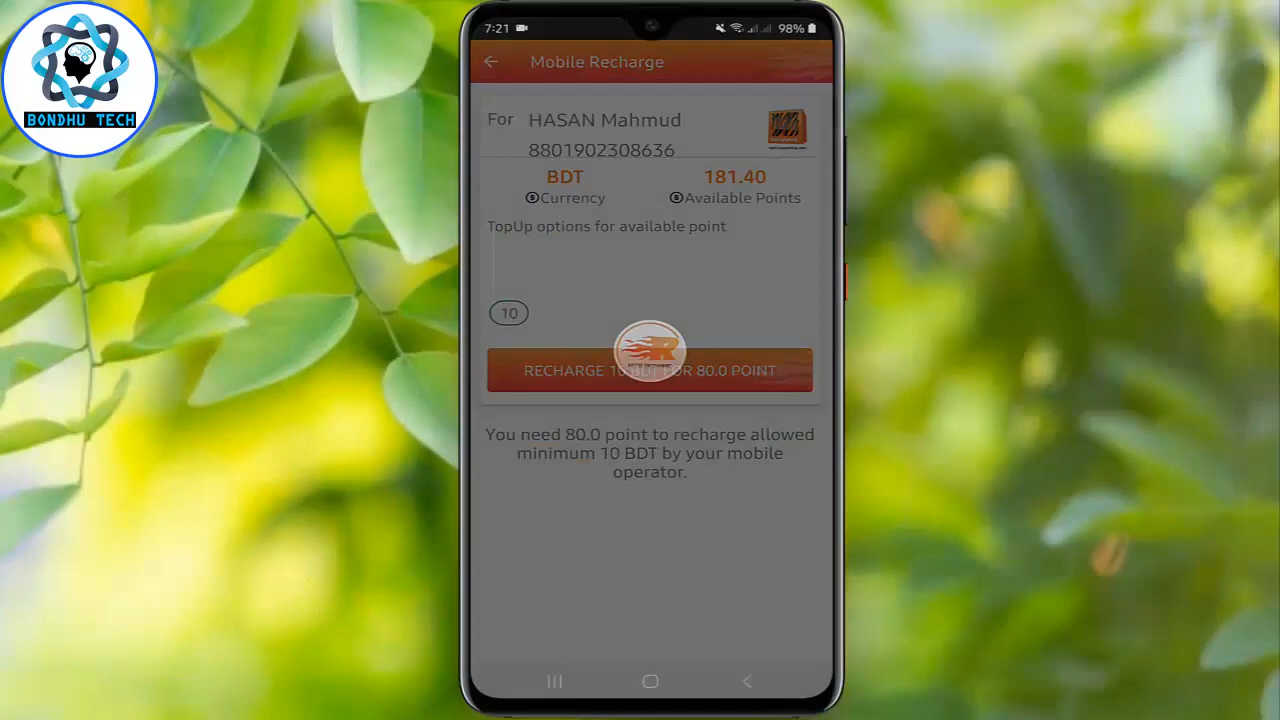 BONDHU TECH
7:21
98%
Mobile Recharge
For HASAN Mahmud
8801902308636
BDT 181.40
Currency Available Points
TopUp options for available point
10
RECHARGE 10 BDT FOR 80.0 POINT
You need 80.0 point to recharge allowed
minimum 10 BDT by your mobile
operator.